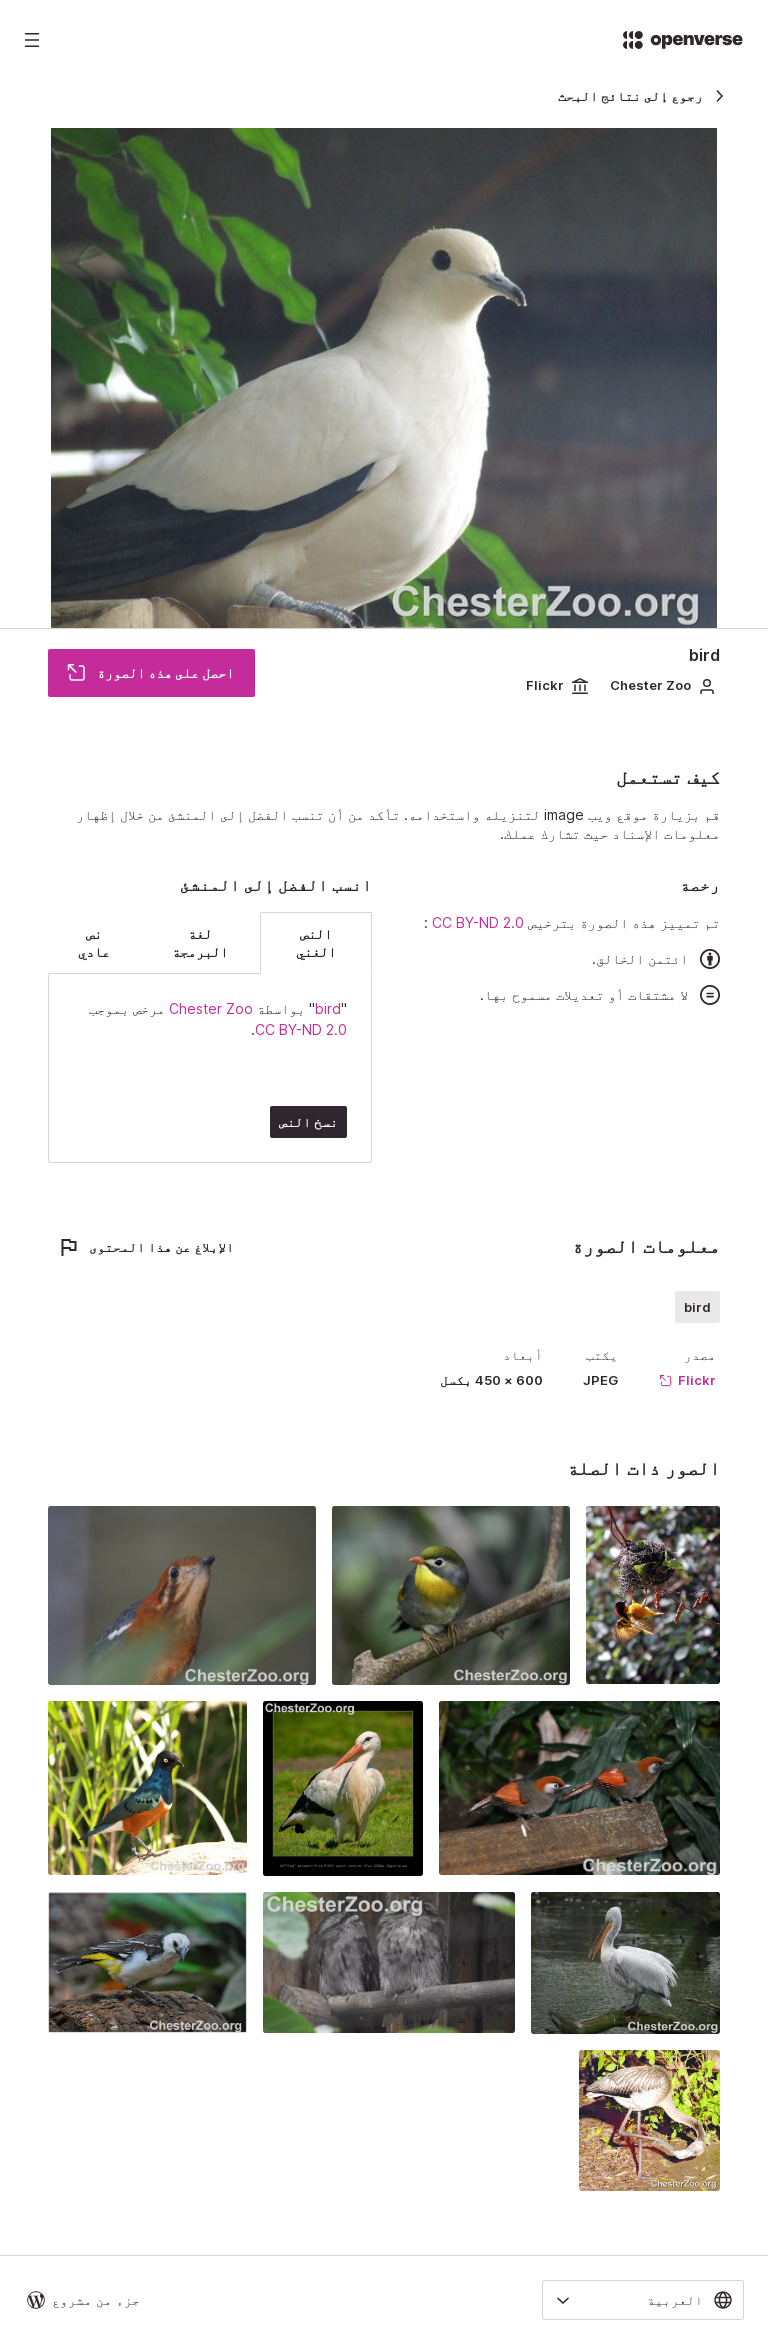 openverse
رجوع إلى نتائج البحث
ChesterZoo.org
bird
Chester Zoo
Flickr
احصل على هذه الصورة
كيف تستعمل
قم بزيارة موقع ويب image لتنزيله واستخدامه. تأكد من أن تنسب الفضل إلى المنشئ من خلال إظهار
معلومات الإسناد حيث تشارك عملك.
رخصة
تم تمييز هذه الصورة بترخيص CC BY-ND 2.0 :
ائتمن الخالق.
لا مشتقات أو تعديلات مسموح بها.
انسب الفضل إلى المنشئ
النص
الغني
لغة
البرمجة
نص
عادي
"bird" بواسطة Chester Zoo مرخص بموجب
CC BY-ND 2.0.
نسخ النص
معلومات الصورة
الإبلاغ عن هذا المحتوى
bird
مصدر
يكتب
أبعاد
Flickr
JPEG
600 × 450 بكسل
الصور ذات الصلة
ChesterZoo.org
ChesterZoo.org
ChesterZoo.org
ChesterZoo.org
ChesterZoo.org
ChesterZoo.org
ChesterZoo.org
ChesterZoo.org
ChesterZoo.org
العربية
جزء من مشروع